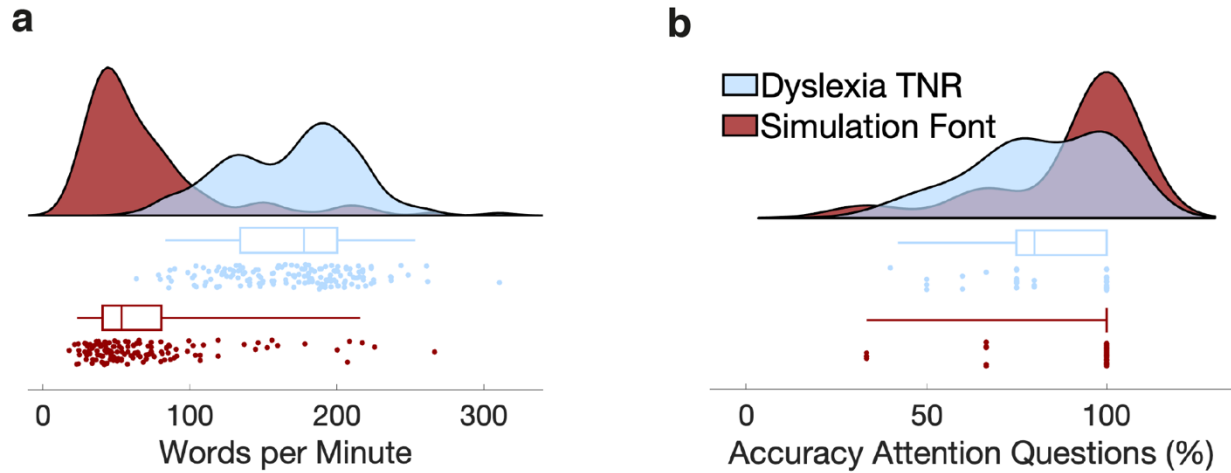 a
0 100 200 300
Words per Minute
b
Dyslexia TNR
Simulation Font
0 50 100
Accuracy Attention Questions (%)